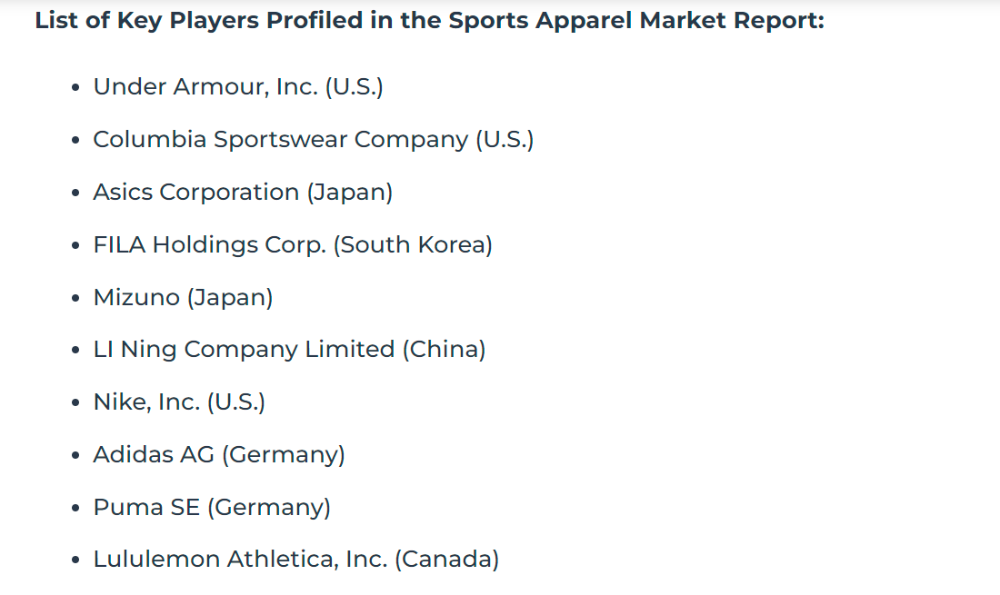 List of Key Players Profiled in the Sports Apparel Market Report:
• Under Armour, Inc. (U.S.)
• Columbia Sportswear Company (U.S.)
• Asics Corporation (Japan)
• FILA Holdings Corp. (South Korea)
• Mizuno (Japan)
• LI Ning Company Limited (China)
• Nike, Inc. (U.S.)
• Adidas AG (Germany)
• Puma SE (Germany)
• Lululemon Athletica, Inc. (Canada)